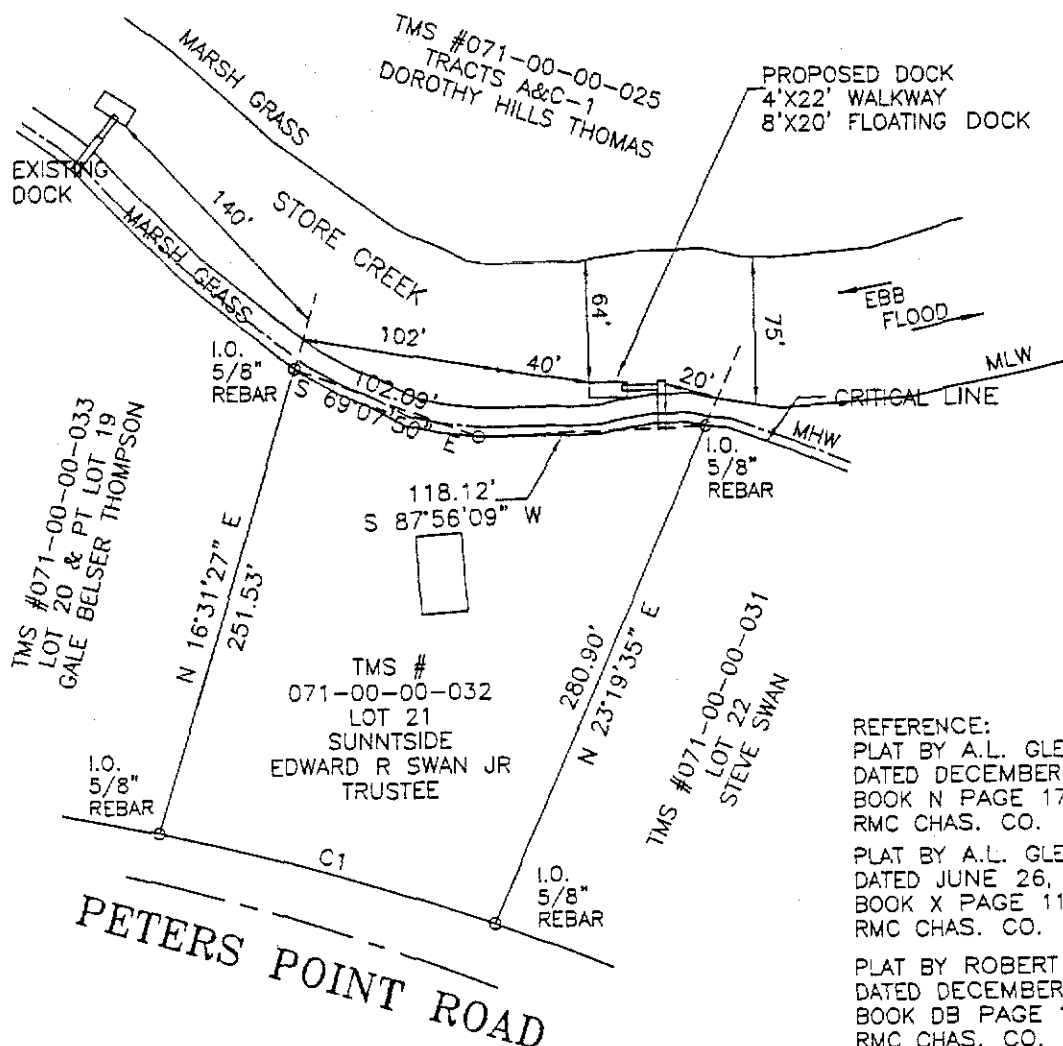 TMS #071-00-00-025
TRACTS A&C-1
DOROTHY HILLS THOMAS
MARSH GRASS
PROPOSED DOCK
4'X22' WALKWAY
8'X20' FLOATING DOCK
EXISTING
DOCK
140'
STORE CREEK
MARSH GRASS
64'
75'
EBB
FLOOD
102'
40'
20'
MLW
CRITICAL LINE
MHW
I.O.
5/8"
REBAR
102.09'
S 69°07'50" E
I.O.
5/8"
REBAR
118.12'
S 87°56'09" W
TMS #071-00-00-033
LOT 20 & PT LOT 19
GALE BELSER THOMPSON
N 16°31'27" E
251.53'
TMS #
071-00-00-032
LOT 21
SUNNTSIDE
EDWARD R SWAN JR
TRUSTEE
280.90'
N 23°19'35" E
TMS #071-00-00-031
LOT 22
STEVE SWAN
I.O.
5/8"
REBAR
C1
I.O.
5/8"
REBAR
PETERS POINT ROAD
REFERENCE:
PLAT BY A.L. GLE
DATED DECEMBER
BOOK N PAGE 17
RMC CHAS. CO.
PLAT BY A.L. GLE
DATED JUNE 26,
BOOK X PAGE 11
RMC CHAS. CO.
PLAT BY ROBERT
DATED DECEMBER
BOOK DB PAGE
RMC CHAS. CO.